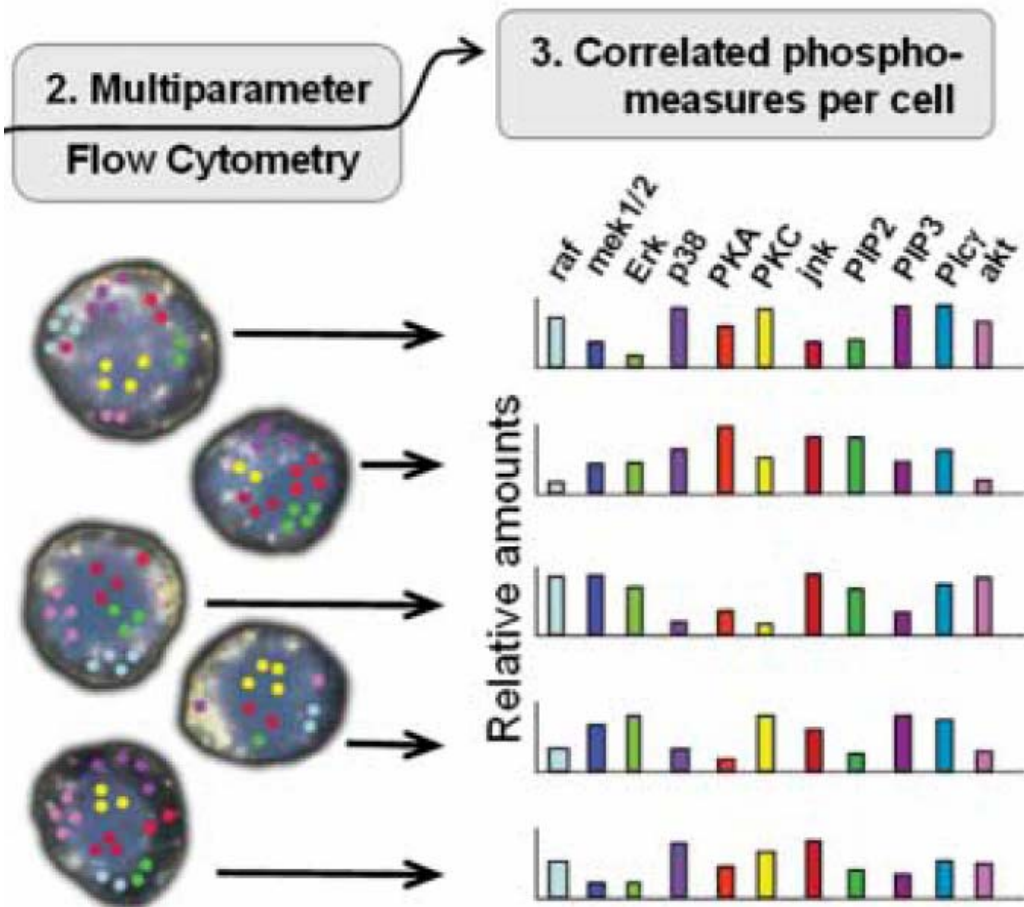 2. Multiparameter
Flow Cytometry
3. Correlated phospho-
measures per cell
raf
mek1/2
Erk
p38
PKA
PKC
jnk
PIP2
PIP3
Plcγ
akt
Relative amounts